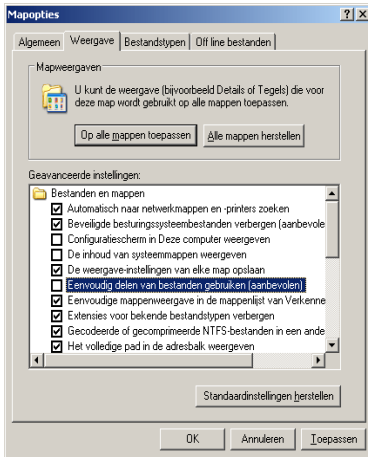 Mapopties
Algemeen Weergave Bestandstypen Off line bestanden
Mapweergaven
U kunt de weergave (bijvoorbeeld Details of Tegels) die voor
deze map wordt gebruikt op alle mappen toepassen.
Op alle mappen toepassen Alle mappen herstellen
Geavanceerde instellingen:
Bestanden en mappen
Automatisch naar netwerkmappen en -printers zoeken
Beveiligde besturingssysteembestanden verbergen (aanbevole
Configuratiescherm in Deze computer weergeven
De inhoud van systeemmappen weergeven
De weergave-instellingen van elke map opslaan
Eenvoudig delen van bestanden gebruiken (aanbevolen)
Eenvoudige mappenweergave in de mappenlijst van Verkenne
Extensies voor bekende bestandstypen verbergen
Gecodeerde of gecomprimeerde NTFS-bestanden in een ande
Het volledige pad in de adresbalk weergeven
Standaardinstellingen herstellen
OK Annuleren Toepassen